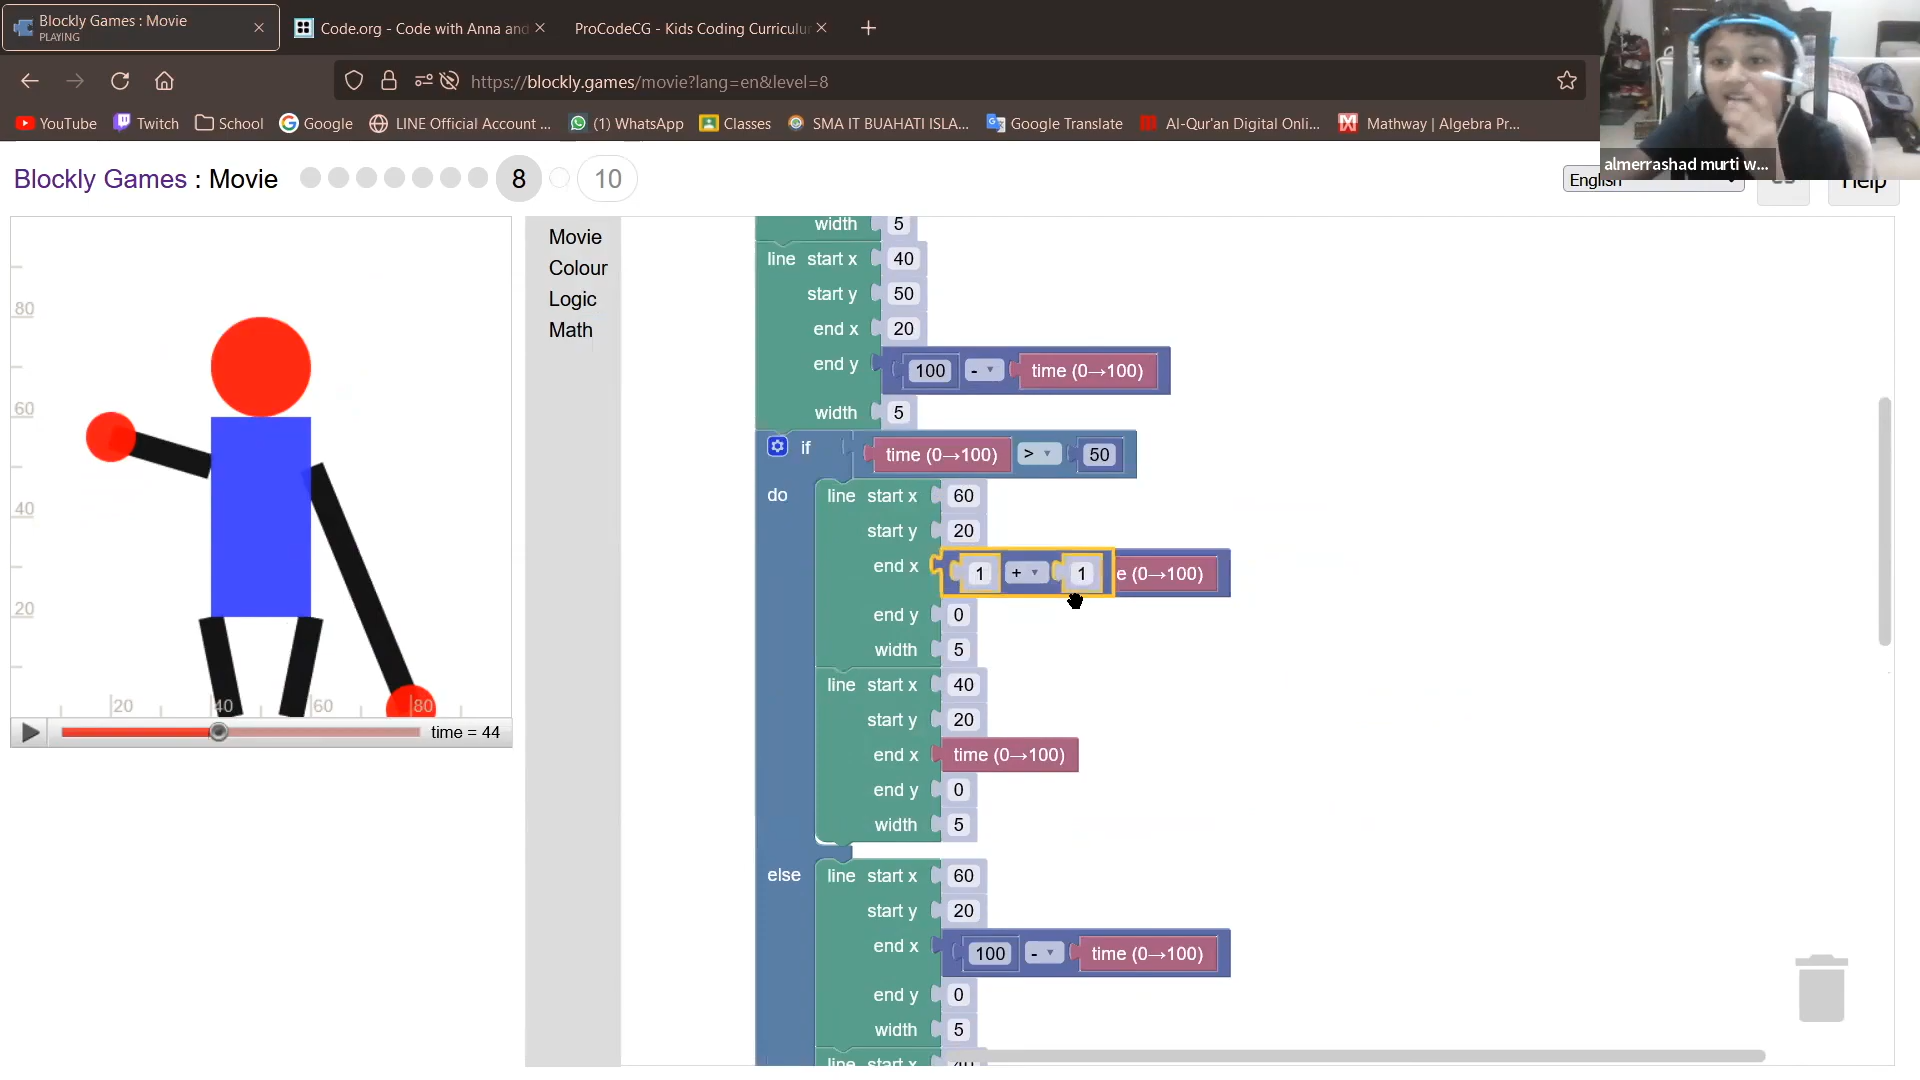 Blockly Games : Movie
PLAYING
Code.org - Code with Anna and
ProCodeCG - Kids Coding Curriculu
https://blockly.games/movie?lang=en&level=8
YouTube
Twitch
School
Google
LINE Official Account ...
(1) WhatsApp
Classes
SMA IT BUAHATI ISLA...
Google Translate
Al-Qur'an Digital Onli...
Mathway | Algebra Pr...
almerrashad murti w...
Blockly Games : Movie
8
10
English
Help
Movie
Colour
Logic
Math
80
60
40
20
20
40
60
80
time = 44
width 5
line start x 40
start y 50
end x 20
end y 100 - time (0→100)
width 5
if time (0→100) > 50
do line start x 60
start y 20
end x 1 + 1 e (0→100)
end y 0
width 5
line start x 40
start y 20
end x time (0→100)
end y 0
width 5
else line start x 60
start y 20
end x 100 - time (0→100)
end y 0
width 5
line start x 40